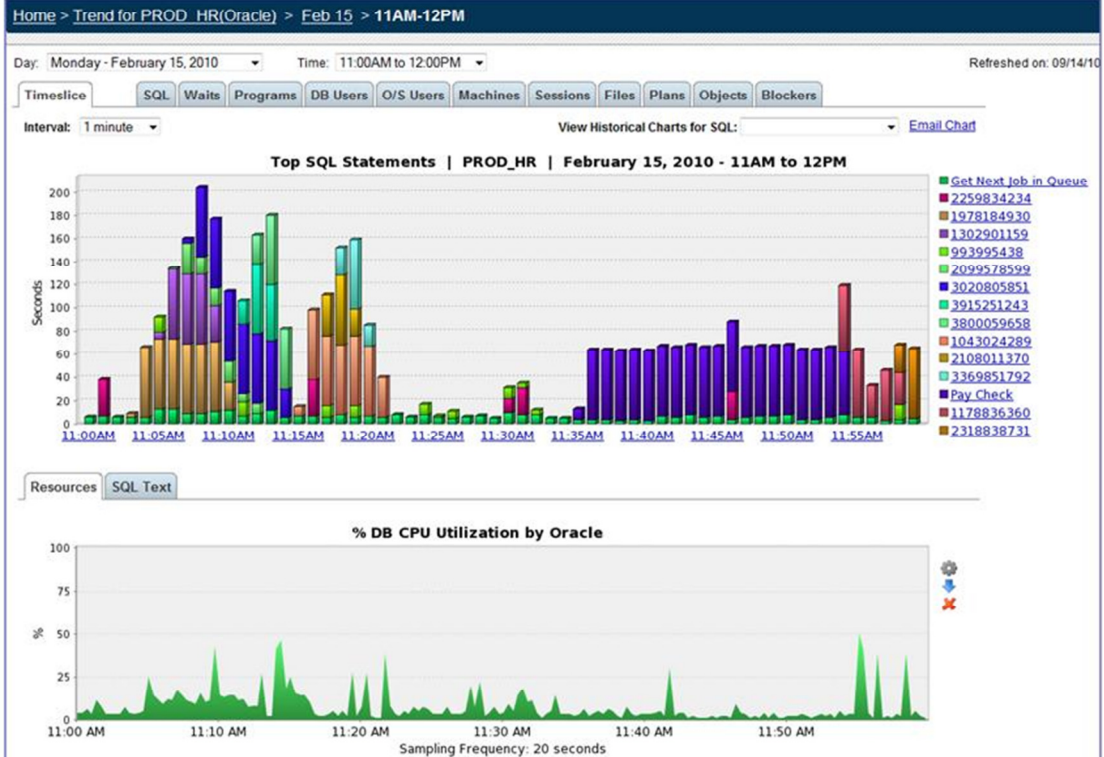 Home > Trend for PROD_HR(Oracle) > Feb 15 > 11AM-12PM
Day: Monday - February 15, 2010 Time: 11:00AM to 12:00PM Refreshed on: 09/14/10
Timeslice SQL Waits Programs DB Users O/S Users Machines Sessions Files Plans Objects Blockers
Interval: 1 minute View Historical Charts for SQL: Email Chart
Top SQL Statements | PROD_HR | February 15, 2010 - 11AM to 12PM
Seconds
200
180
160
140
120
100
80
60
40
20
0
11:00AM 11:05AM 11:10AM 11:15AM 11:20AM 11:25AM 11:30AM 11:35AM 11:40AM 11:45AM 11:50AM 11:55AM
Get Next Job in Queue
2259834234
1978184930
1302901159
993995438
2099578599
3020805851
3915251243
3800059658
1043024289
2108011370
3369851792
Pay Check
1178836360
2318838731
Resources SQL Text
% DB CPU Utilization by Oracle
%
100
75
50
25
0
11:00 AM 11:10 AM 11:20 AM 11:30 AM 11:40 AM 11:50 AM
Sampling Frequency: 20 seconds